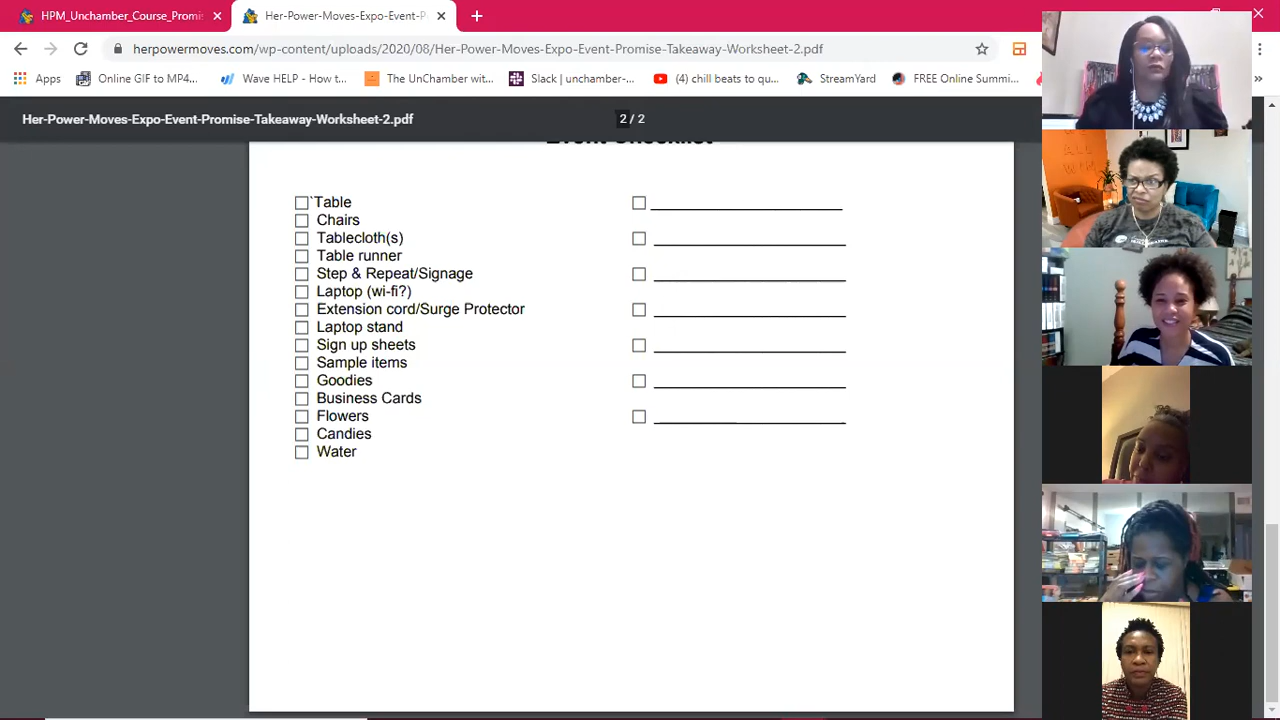 HPM_Unchamber_Course_Promi
Her-Power-Moves-Expo-Event-P
herpowermoves.com/wp-content/uploads/2020/08/Her-Power-Moves-Expo-Event-Promise-Takeaway-Worksheet-2.pdf
Apps Online GIF to MP4... Wave HELP - How t... The UnChamber wit... Slack | unchamber-... (4) chill beats to qu... StreamYard FREE Online Summi...
Her-Power-Moves-Expo-Event-Promise-Takeaway-Worksheet-2.pdf 2 / 2
Event Checklist
`Table
Chairs
Tablecloth(s)
Table runner
Step & Repeat/Signage
Laptop (wi-fi?)
Extension cord/Surge Protector
Laptop stand
Sign up sheets
Sample items
Goodies
Business Cards
Flowers
Candies
Water